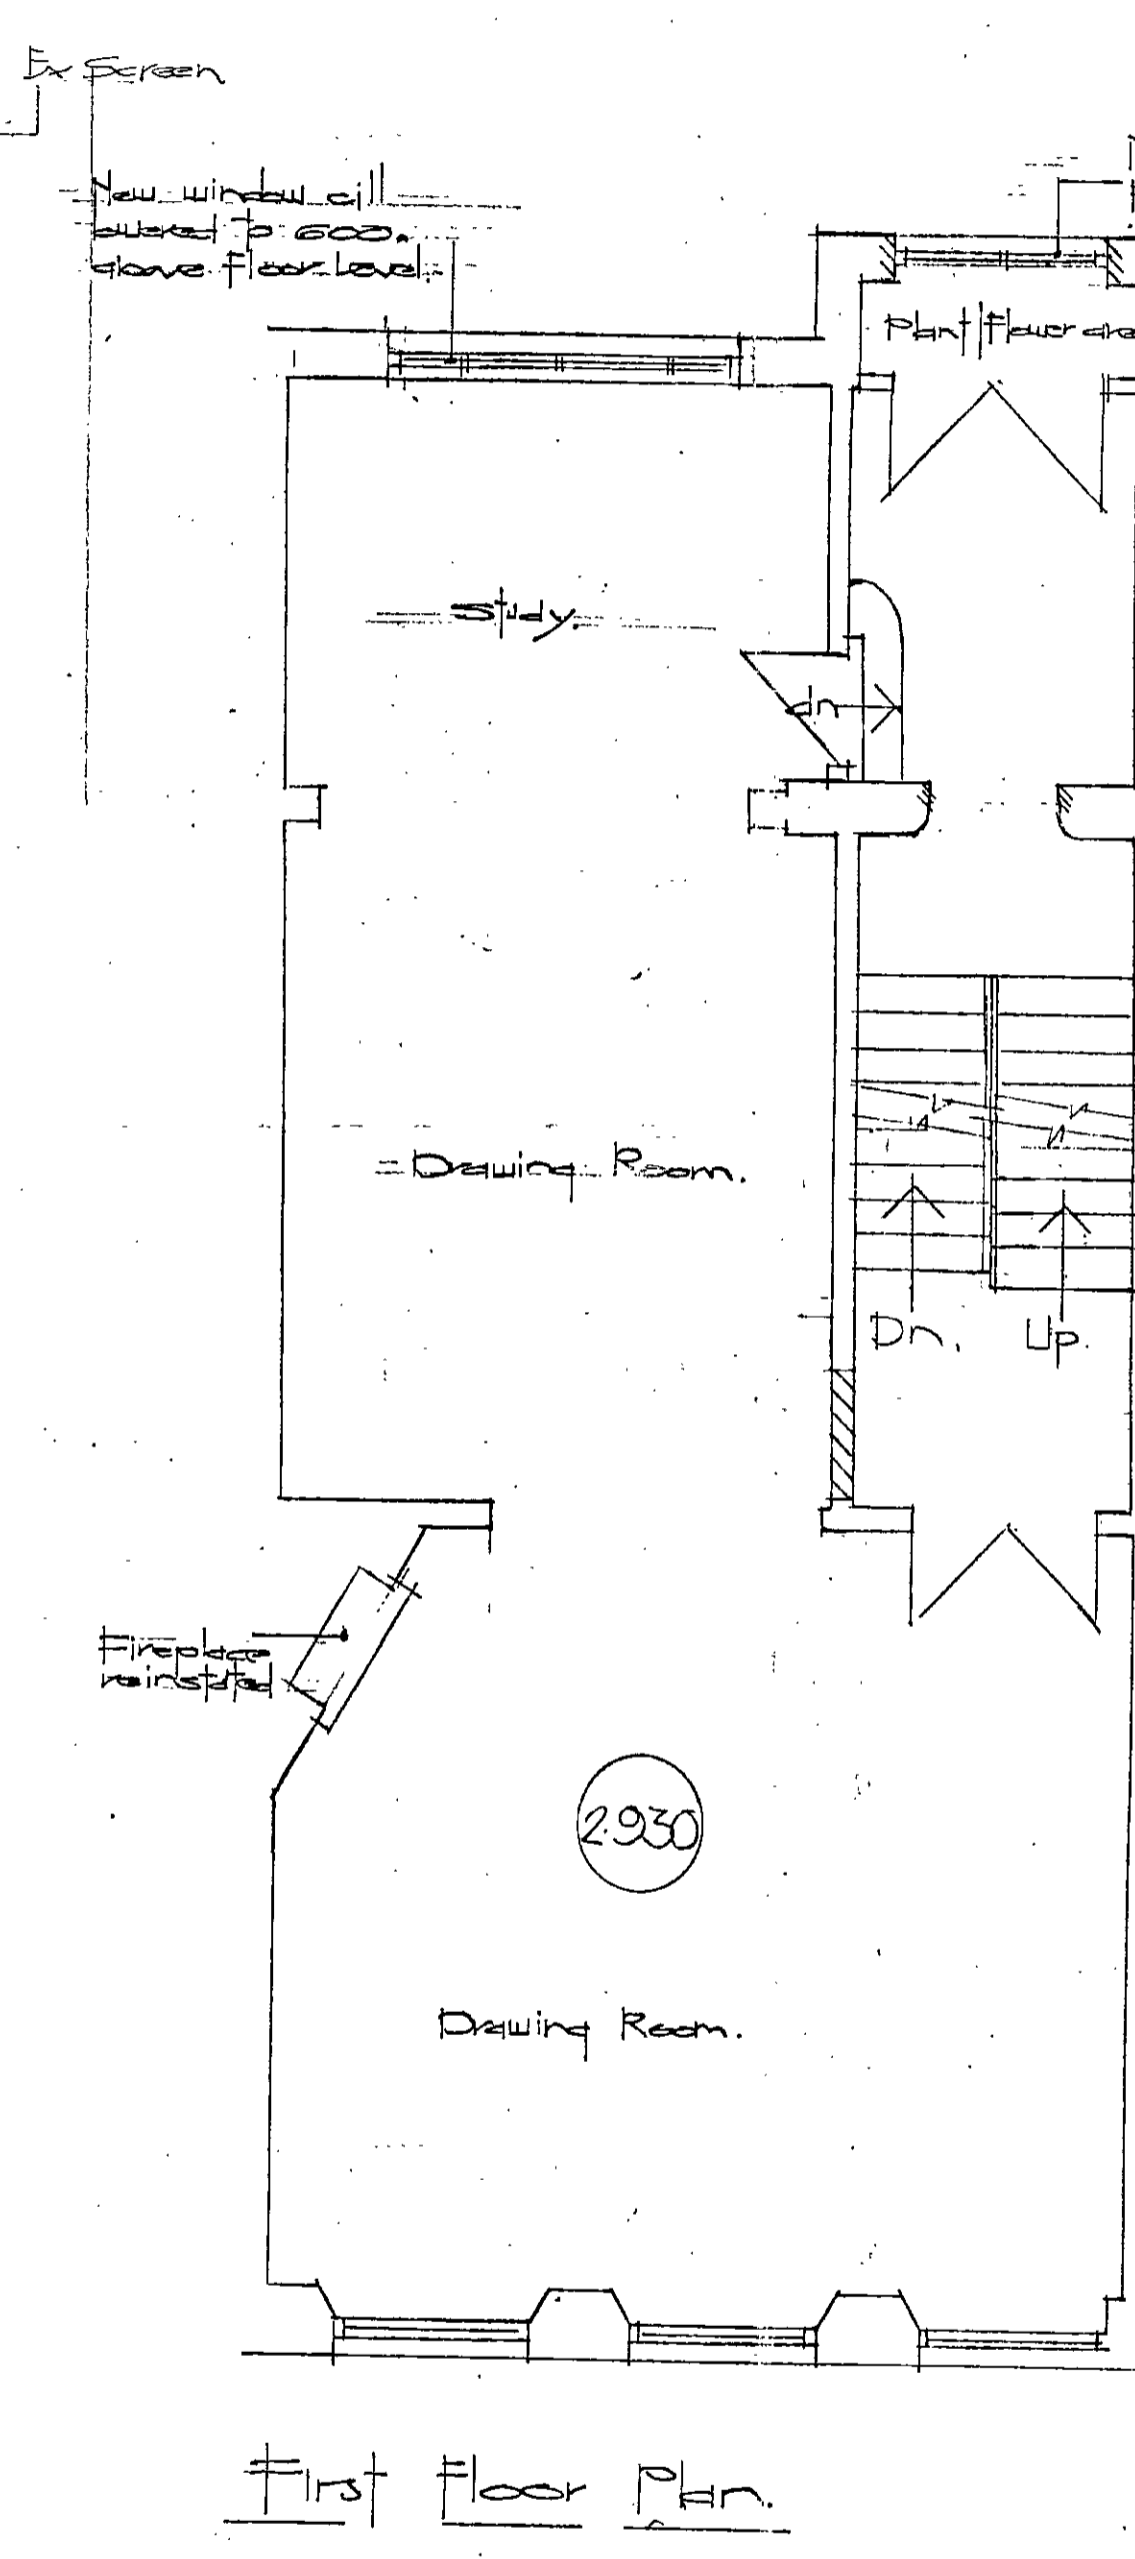 Ex Screen
New window cill
lowered to 600.
above floor level.
Plant/Flower are
Study.
dn
Drawing Room.
Dn.
Up.
Fireplace
reinstated
2.930
Drawing Room.
First Floor Plan.